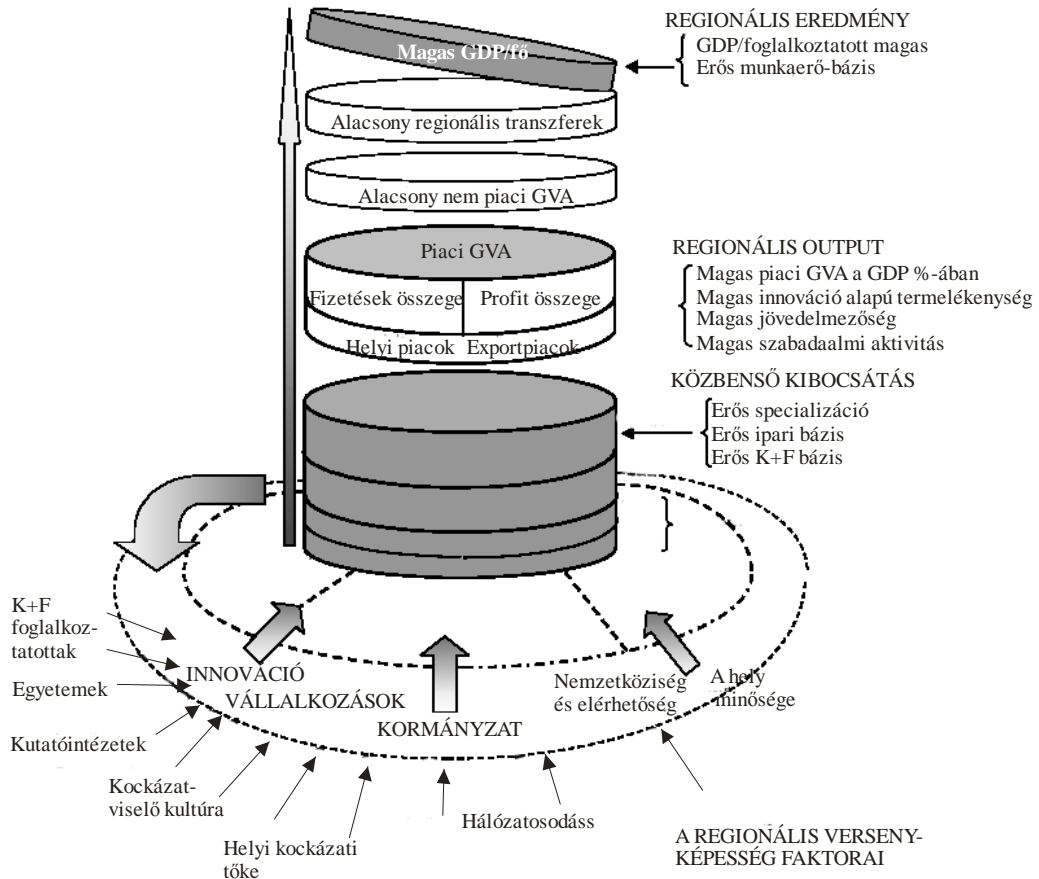 REGIONÁLIS EREDMÉNY
GDP/foglalkoztatott magas
Erős munkaerő-bázis
Magas GDP/fő
Alacsony regionális transzferek
Alacsony nem piaci GVA
Piaci GVA
Fizetések összege
Profit összege
Helyi piacok
Exportpiacok
REGIONÁLIS OUTPUT
Magas piaci GVA a GDP %-ában
Magas innováció alapú termelékenység
Magas jövedelmezőség
Magas szabadaalmi aktivitás
KÖZBENSŐ KIBOCSÁTÁS
Erős specializáció
Erős ipari bázis
Erős K+F bázis
K+F
foglalkoz-
tatottak
Egyetemek
Kutatóintézetek
Kockázat-
viselő kultúra
Helyi kockázati
tőke
Hálózatosodáss
INNOVÁCIÓ
VÁLLALKOZÁSOK
KORMÁNYZAT
Nemzetköziség
és elérhetőség
A hely
minősége
A REGIONÁLIS VERSENY-
KÉPESSÉG FAKTORAI